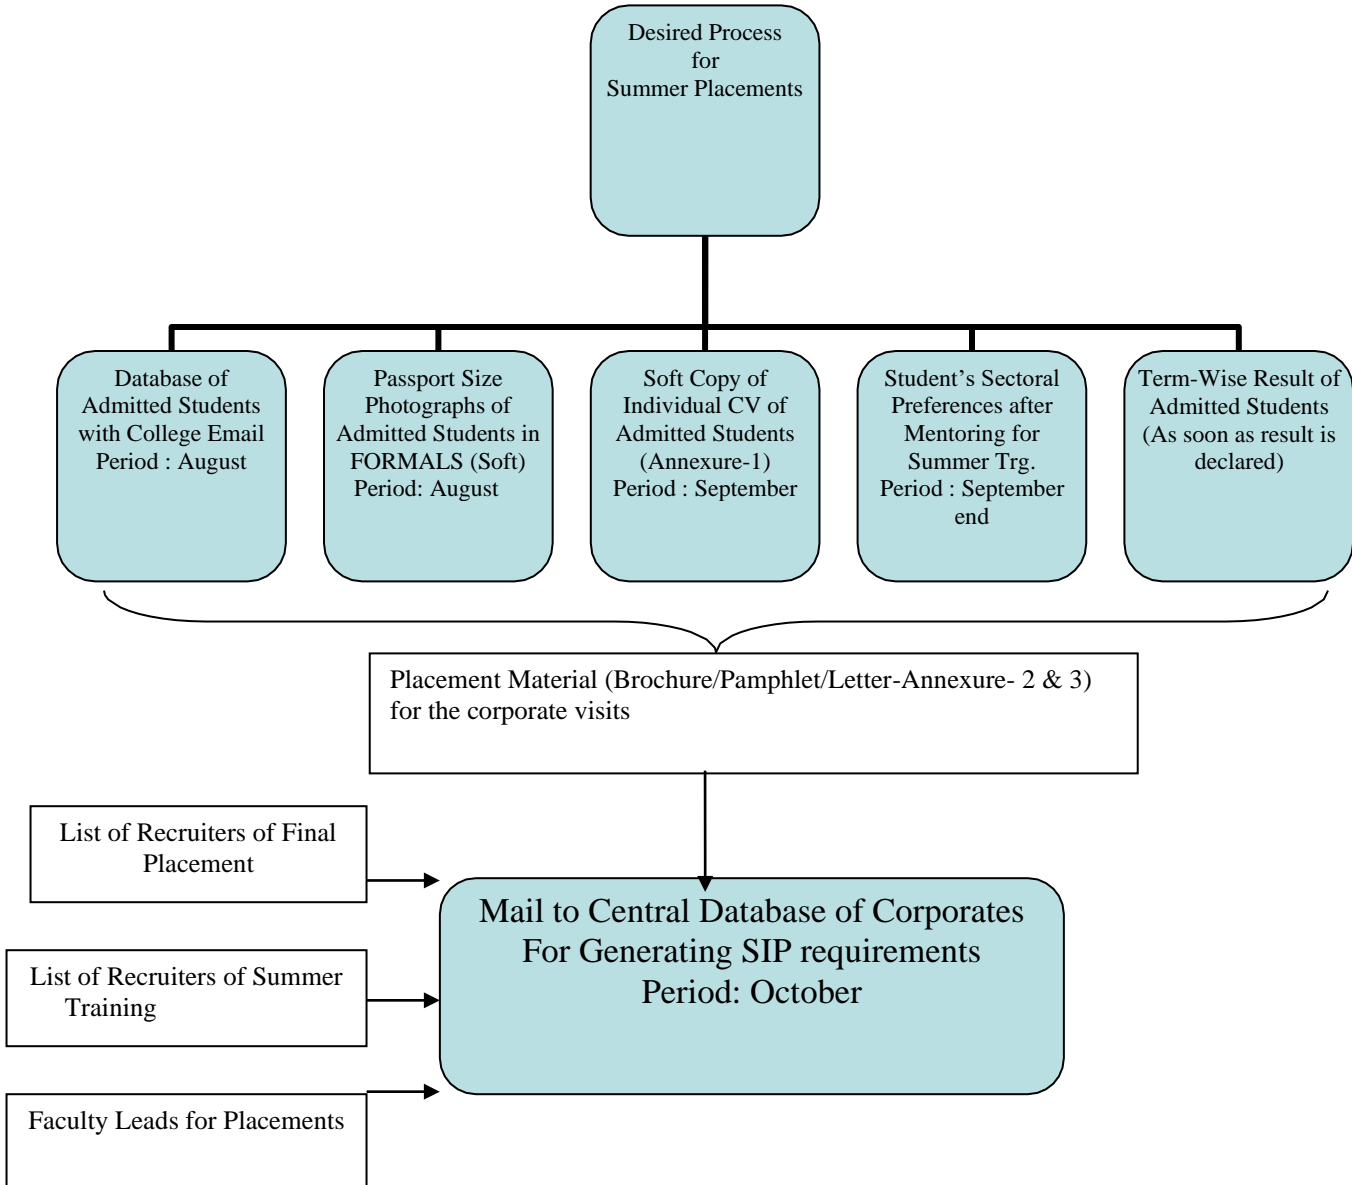 Desired Process
for
Summer Placements
Database of
Admitted Students
with College Email
Period : August
Passport Size
Photographs of
Admitted Students in
FORMALS (Soft)
Period: August
Soft Copy of
Individual CV of
Admitted Students
(Annexure-1)
Period : September
Student’s Sectoral
Preferences after
Mentoring for
Summer Trg.
Period : September
end
Term-Wise Result of
Admitted Students
(As soon as result is
declared)
Placement Material (Brochure/Pamphlet/Letter-Annexure- 2 & 3)
for the corporate visits
List of Recruiters of Final
Placement
List of Recruiters of Summer
Training
Faculty Leads for Placements
Mail to Central Database of Corporates
For Generating SIP requirements
Period: October